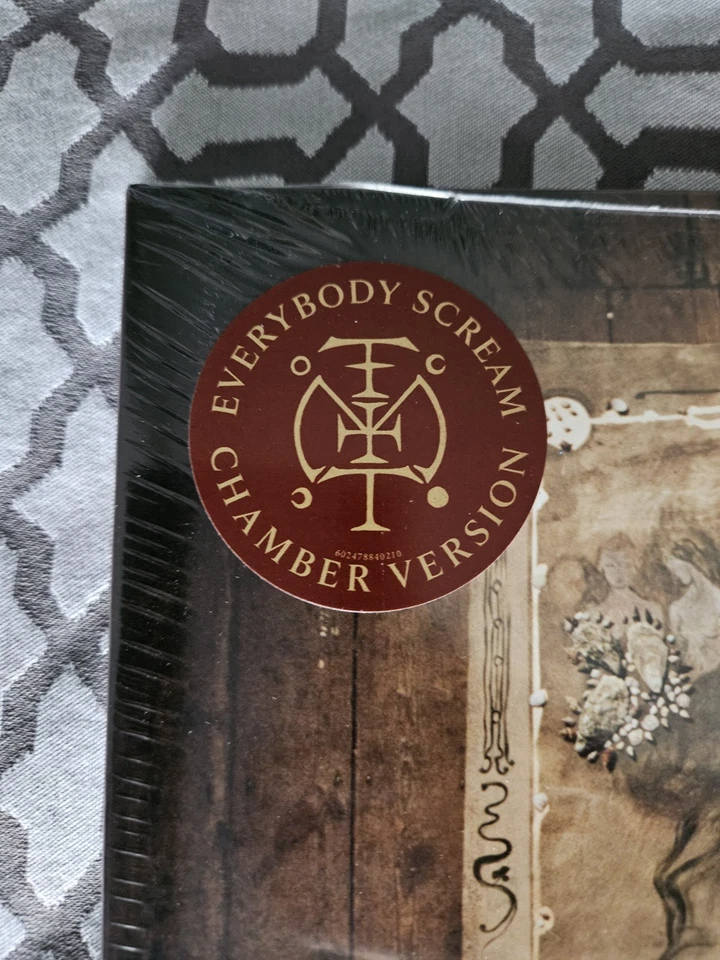 EVERYBODY SCREAM
CHAMBER VERSION
602478840210